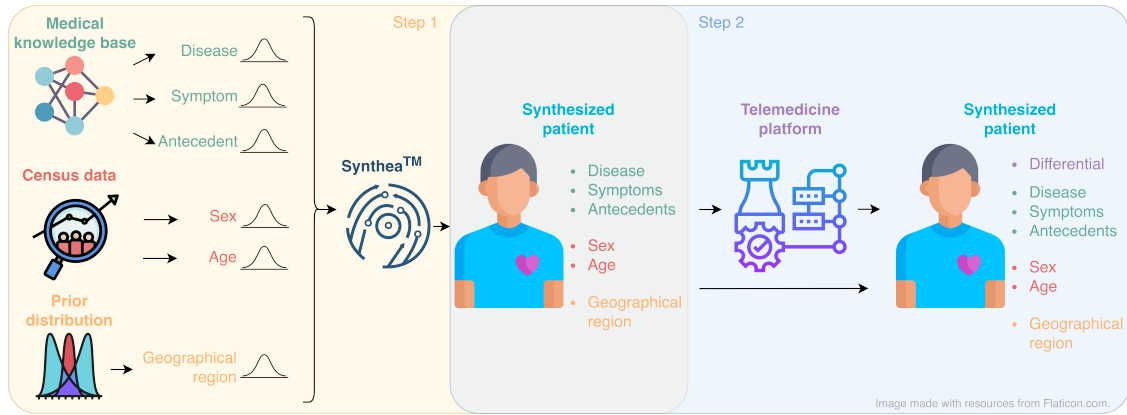 Medical
knowledge base
Disease
Symptom
Antecedent
Census data
Sex
Age
Prior
distribution
Geographical
region
Step 1
Synthea™
Synthesized
patient
• Disease
• Symptoms
• Antecedents
• Sex
• Age
• Geographical
region
Step 2
Telemedicine
platform
Synthesized
patient
• Differential
• Disease
• Symptoms
• Antecedents
• Sex
• Age
• Geographical
region
Image made with resources from Flaticon.com.